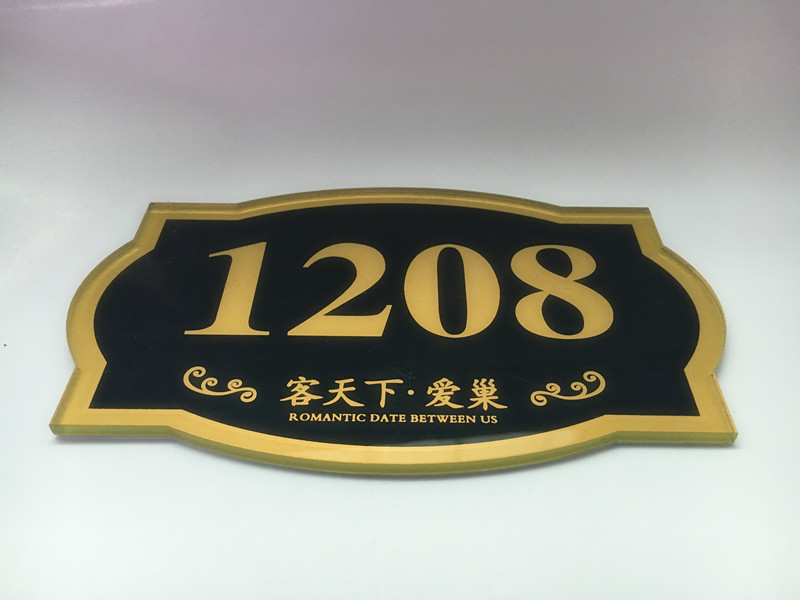 1208
客天下·爱巢
ROMANTIC DATE BETWEEN US